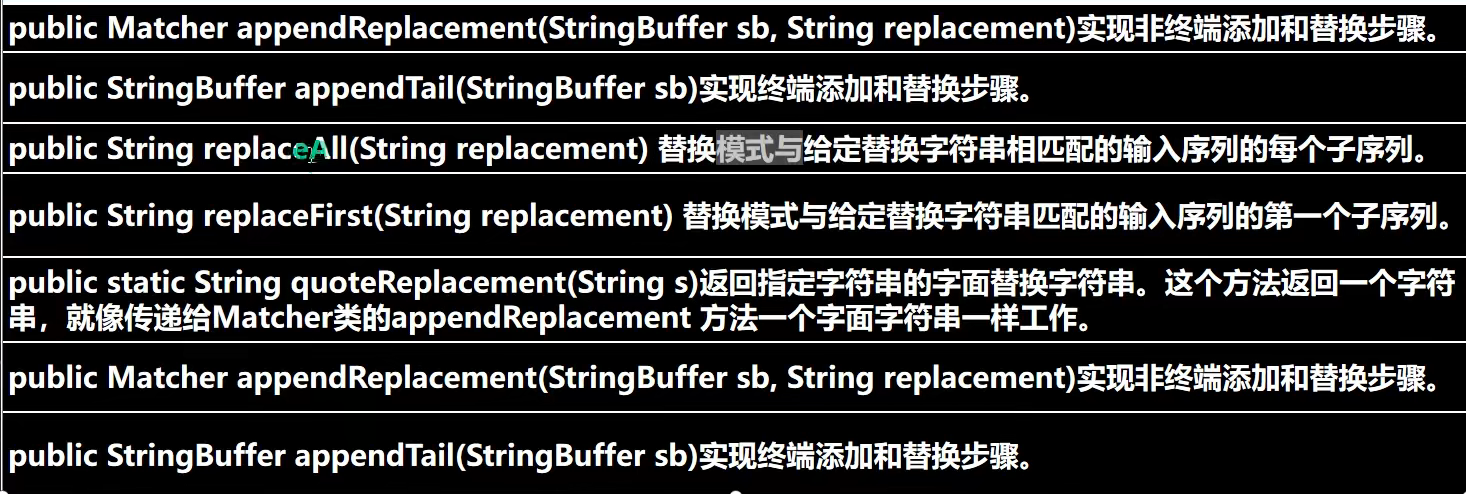 public Matcher appendReplacement(StringBuffer sb, String replacement)实现非终端添加和替换步骤。
public StringBuffer appendTail(StringBuffer sb)实现终端添加和替换步骤。
public String replaceAll(String replacement) 替换模式与给定替换字符串相匹配的输入序列的每个子序列。
public String replaceFirst(String replacement) 替换模式与给定替换字符串匹配的输入序列的第一个子序列。
public static String quoteReplacement(String s)返回指定字符串的字面替换字符串。这个方法返回一个字符
串，就像传递给Matcher类的appendReplacement 方法一个字面字符串一样工作。
public Matcher appendReplacement(StringBuffer sb, String replacement)实现非终端添加和替换步骤。
public StringBuffer appendTail(StringBuffer sb)实现终端添加和替换步骤。